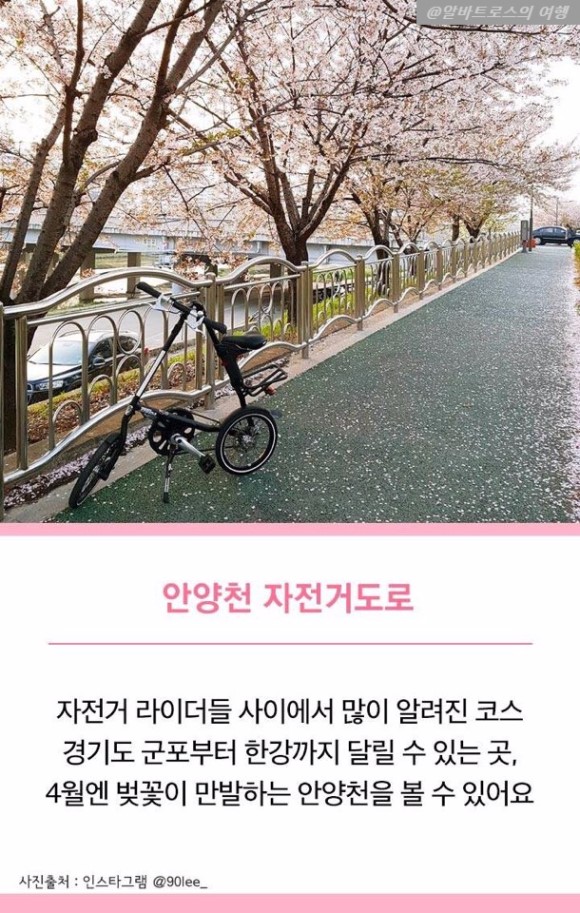 @알바트로스의 여행
안양천 자전거도로
자전거 라이더들 사이에서 많이 알려진 코스
경기도 군포부터 한강까지 달릴 수 있는 곳,
4월엔 벚꽃이 만발하는 안양천을 볼 수 있어요
사진출처 : 인스타그램 @90lee_